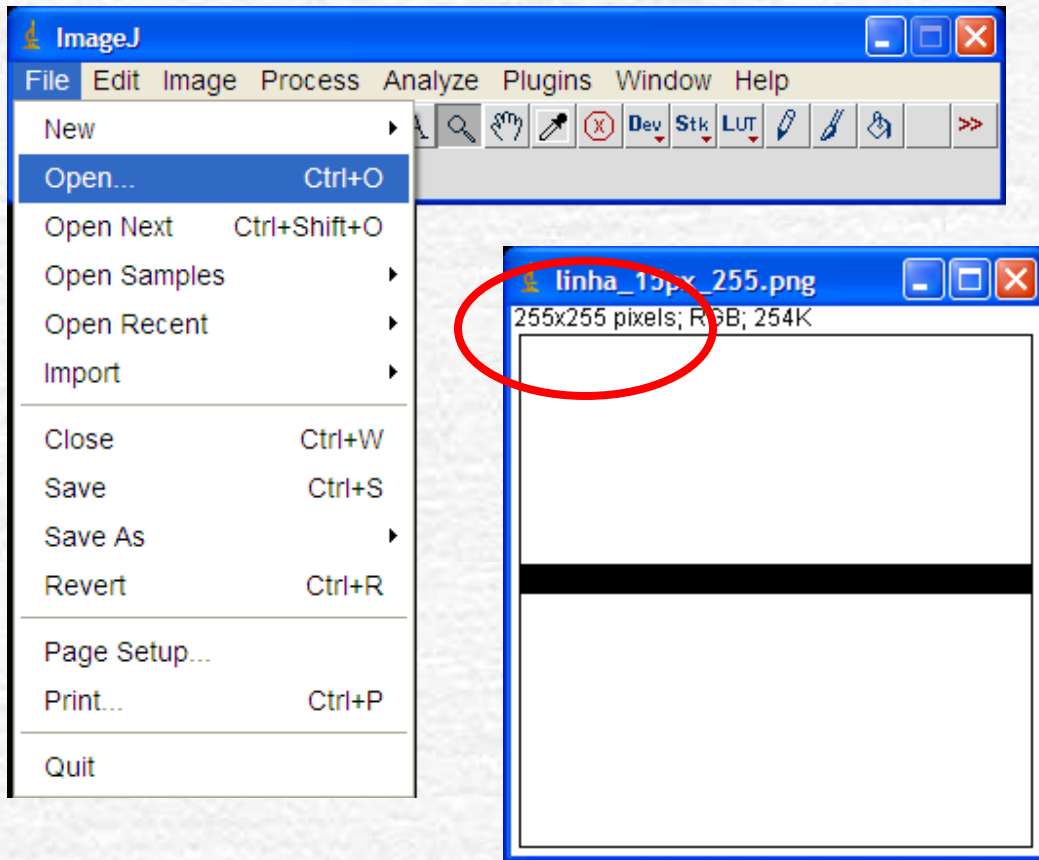 ImageJ
File Edit Image Process Analyze Plugins Window Help
Dev Stk LUT >>
New
Open... Ctrl+O
Open Next Ctrl+Shift+O
Open Samples
Open Recent
Import
Close Ctrl+W
Save Ctrl+S
Save As
Revert Ctrl+R
Page Setup...
Print... Ctrl+P
Quit
linha_15px_255.png
255x255 pixels; RGB; 254K